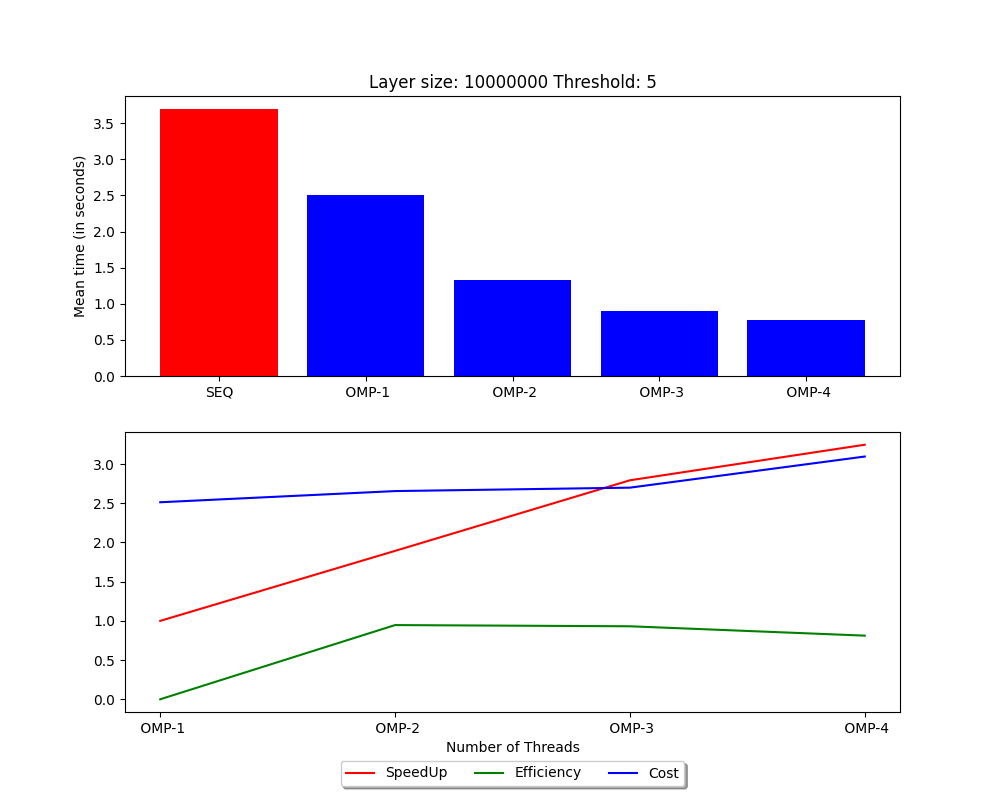 Layer size: 10000000 Threshold: 5
Mean time (in seconds)
3.5
3.0
2.5
2.0
1.5
1.0
0.5
0.0
SEQ OMP-1 OMP-2 OMP-3 OMP-4
3.0
2.5
2.0
1.5
1.0
0.5
0.0
OMP-1 OMP-2 OMP-3 OMP-4
Number of Threads
SpeedUp Efficiency Cost